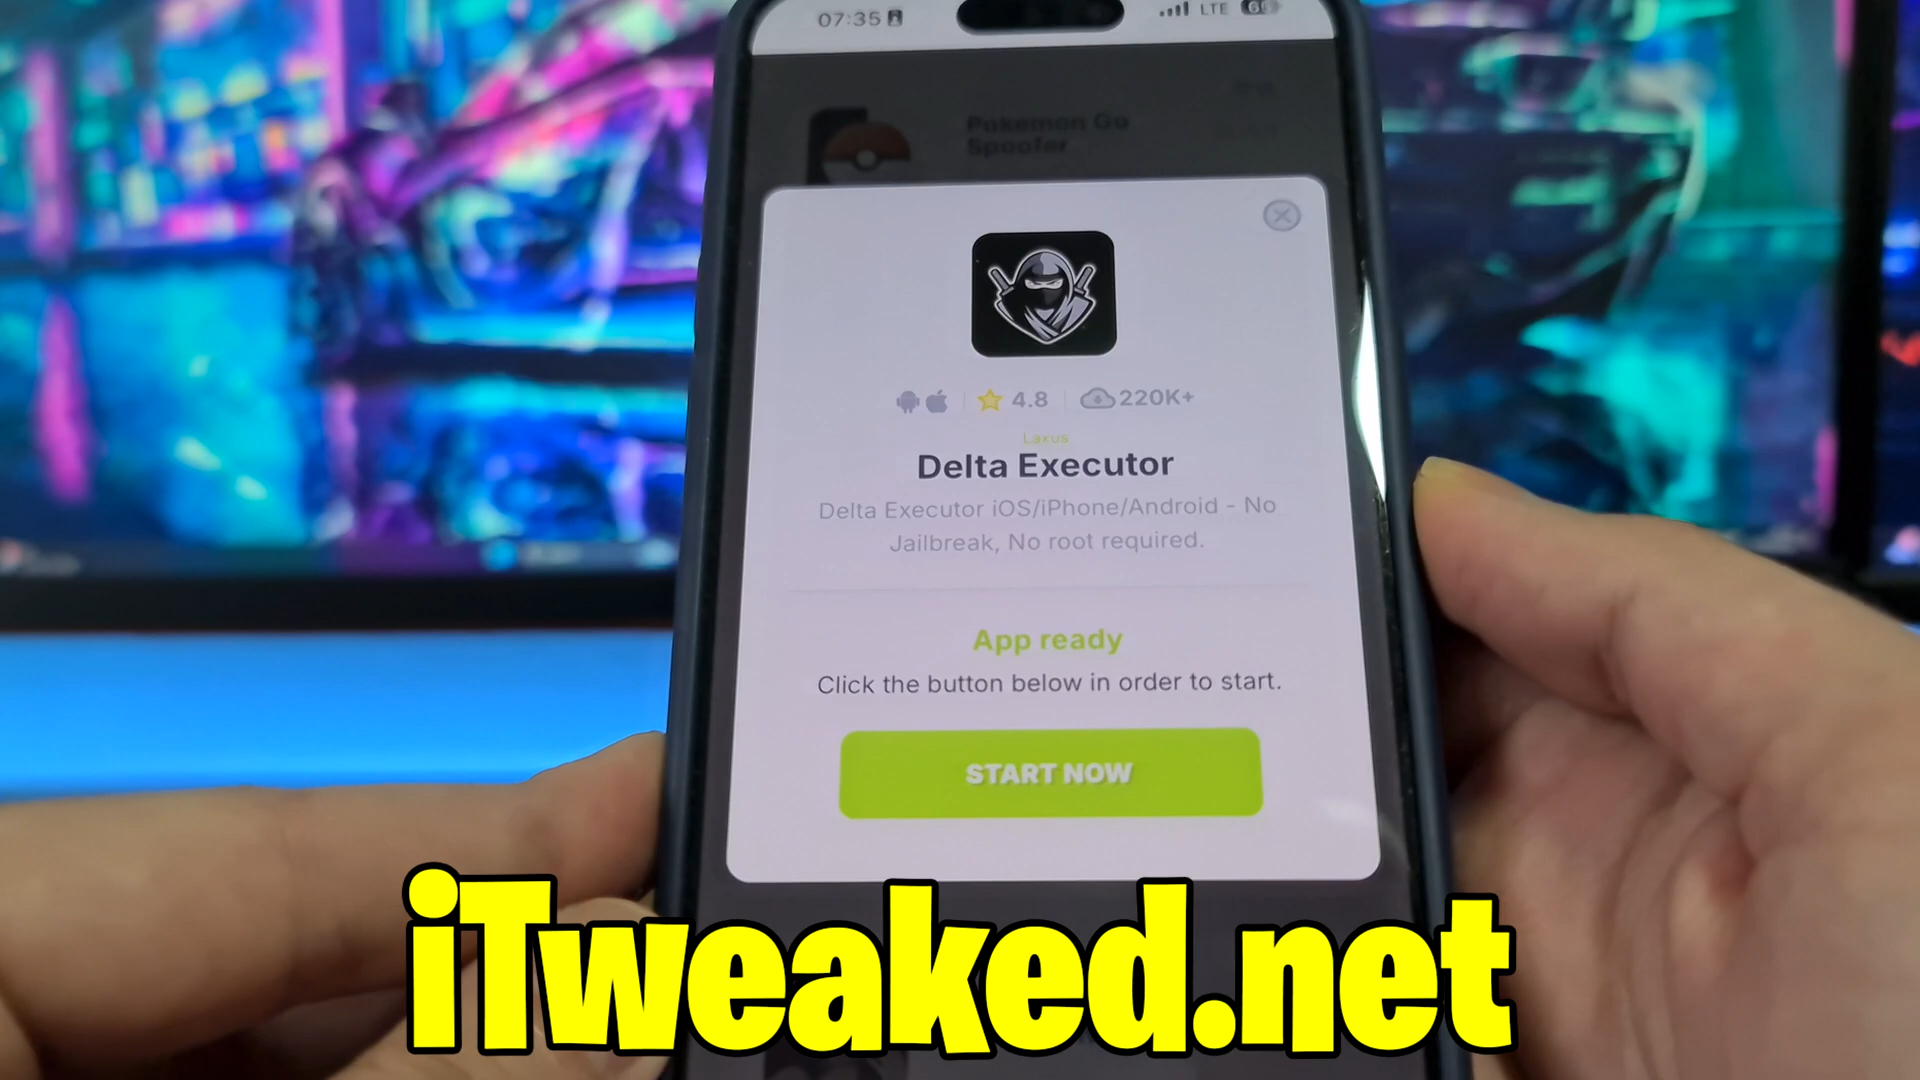 07:35
LTE
Pokemon Go
Spoofer
4.8
220K+
Laxus
Delta Executor
Delta Executor iOS/iPhone/Android - No
Jailbreak, No root required.
App ready
Click the button below in order to start.
START NOW
iTweaked.net